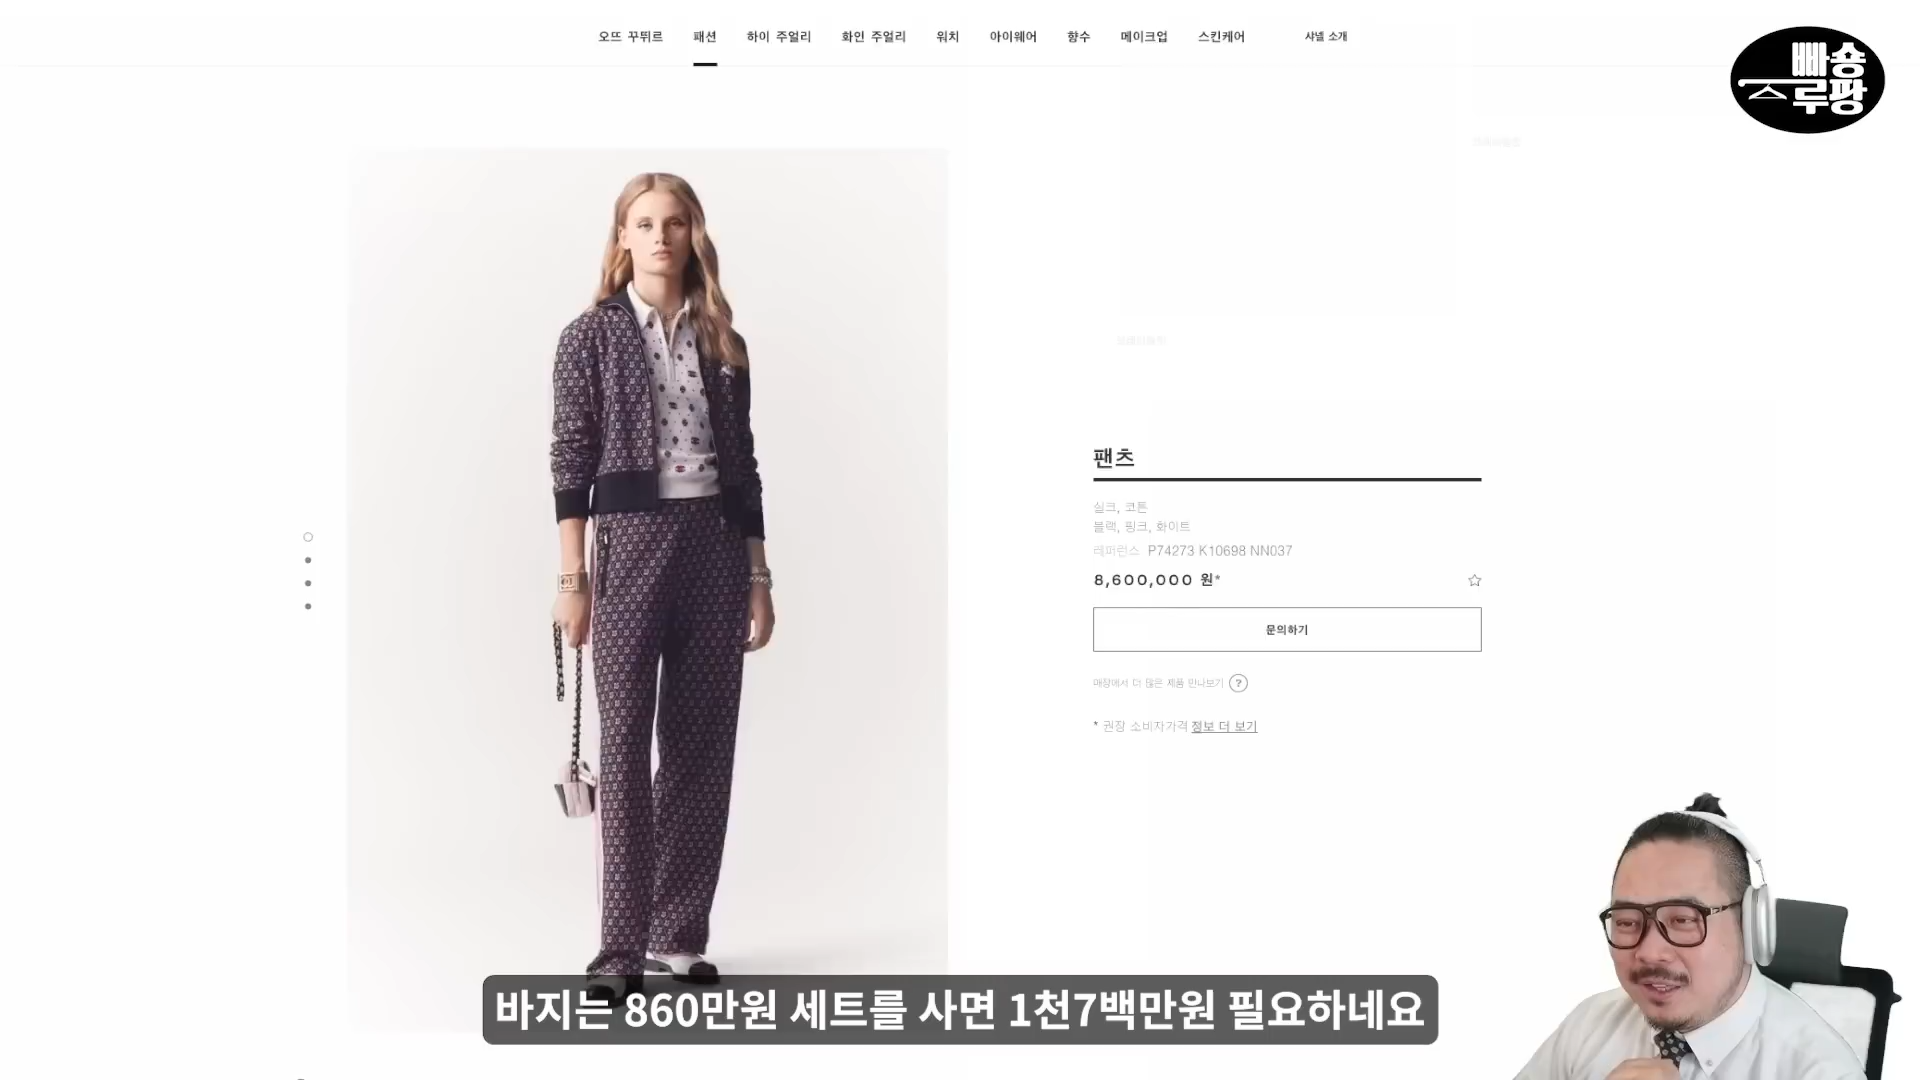 오뜨 꾸뛰르 패션 하이 주얼리 화인 주얼리 워치 아이웨어 향수 메이크업 스킨케어 샤넬 소개
빠숑
루팡
팬츠
실크, 코튼
블랙, 핑크, 화이트
레퍼런스 P74273 K10698 NN037
8,600,000 원*
문의하기
매장에서 더 많은 제품 만나보기 ?
* 권장 소비자가격 정보 더 보기
바지는 860만원 세트를 사면 1천7백만원 필요하네요